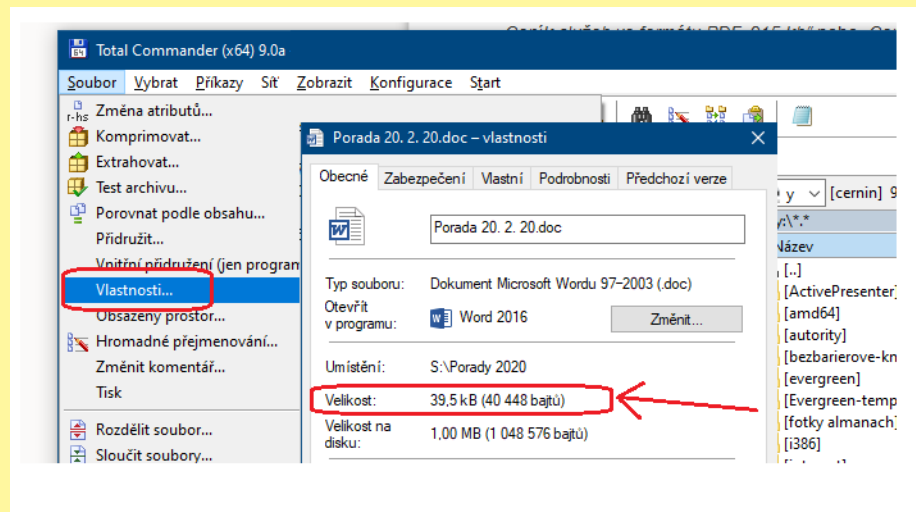 Total Commander (x64) 9.0a
Soubor Vybrat Příkazy Síť Zobrazit Konfigurace Start
r-hs Změna atributů...
Komprimovat...
Extrahovat...
Test archivu...
Porovnat podle obsahu...
Přidružit...
Vnitřní přidružení (jen program
Vlastnosti...
Obsazený prostor...
Hromadné přejmenování...
Změnit komentář...
Tisk
Rozdělit soubor...
Sloučit soubory...
Porada 20. 2. 20.doc – vlastnosti
Obecné Zabezpečení Vlastní Podrobnosti Předchozí verze
Porada 20. 2. 20.doc
Typ souboru: Dokument Microsoft Wordu 97–2003 (.doc)
Otevřít
v programu: Word 2016 Změnit...
Umístění: S:\Porady 2020
Velikost: 39,5 kB (40 448 bajtů)
Velikost na
disku: 1,00 MB (1 048 576 bajtů)
y [cernin] 9
y:\*.*
Název
[..]
[ActivePresenter]
[amd64]
[autority]
[bezbarierove-kn
[evergreen]
[Evergreen-temp
[fotky almanach]
[i386]